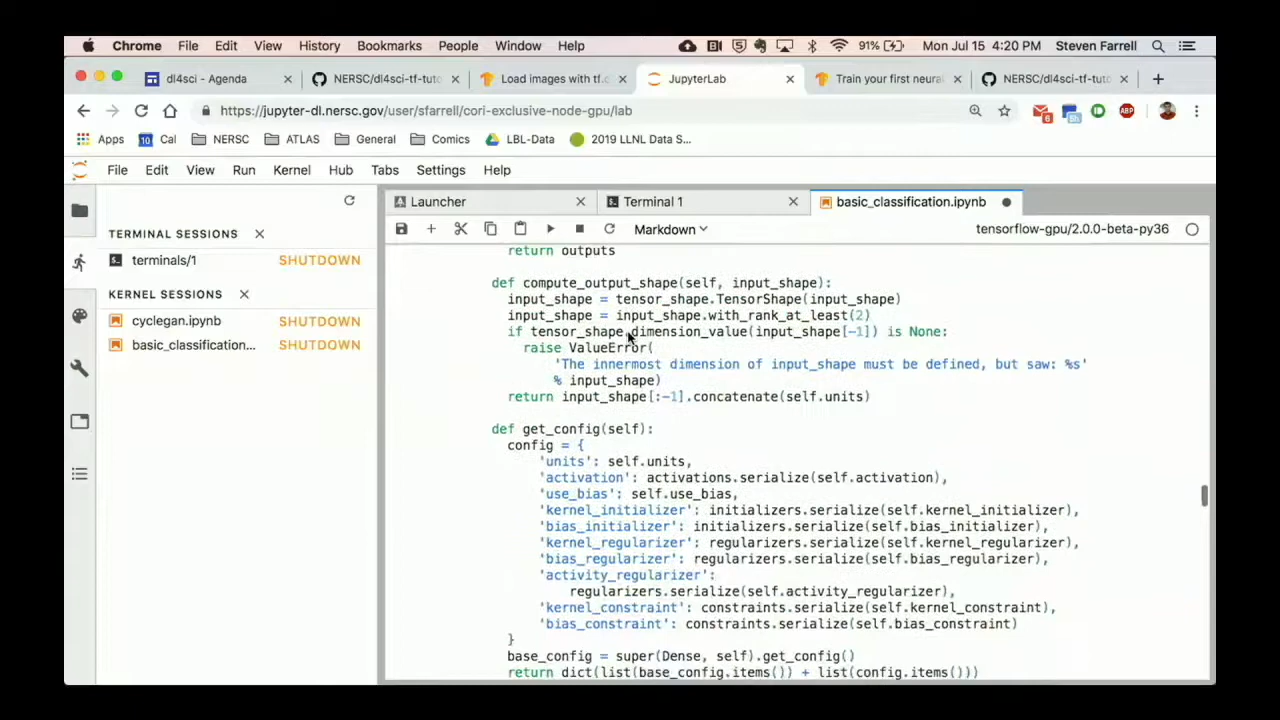 Chrome File Edit View History Bookmarks People Window Help 91% Mon Jul 15 4:20 PM Steven Farrell
dl4sci - Agenda NERSC/dl4sci-tf-tuto Load images with tf.c JupyterLab Train your first neura NERSC/dl4sci-tf-tuto
https://jupyter-dl.nersc.gov/user/sfarrell/cori-exclusive-node-gpu/lab 6 ABP
Apps 10 Cal NERSC ATLAS General Comics LBL-Data 2019 LLNL Data S...
File Edit View Run Kernel Hub Tabs Settings Help
Launcher Terminal 1 basic_classification.ipynb
Markdown tensorflow-gpu/2.0.0-beta-py36
TERMINAL SESSIONS
terminals/1 SHUTDOWN
KERNEL SESSIONS
cyclegan.ipynb SHUTDOWN
basic_classification... SHUTDOWN
return outputs
def compute_output_shape(self, input_shape):
input_shape = tensor_shape.TensorShape(input_shape)
input_shape = input_shape.with_rank_at_least(2)
if tensor_shape.dimension_value(input_shape[-1]) is None:
raise ValueError(
'The innermost dimension of input_shape must be defined, but saw: %s'
% input_shape)
return input_shape[:-1].concatenate(self.units)
def get_config(self):
config = {
'units': self.units,
'activation': activations.serialize(self.activation),
'use_bias': self.use_bias,
'kernel_initializer': initializers.serialize(self.kernel_initializer),
'bias_initializer': initializers.serialize(self.bias_initializer),
'kernel_regularizer': regularizers.serialize(self.kernel_regularizer),
'bias_regularizer': regularizers.serialize(self.bias_regularizer),
'activity_regularizer':
regularizers.serialize(self.activity_regularizer),
'kernel_constraint': constraints.serialize(self.kernel_constraint),
'bias_constraint': constraints.serialize(self.bias_constraint)
}
base_config = super(Dense, self).get_config()
return dict(list(base_config.items()) + list(config.items()))